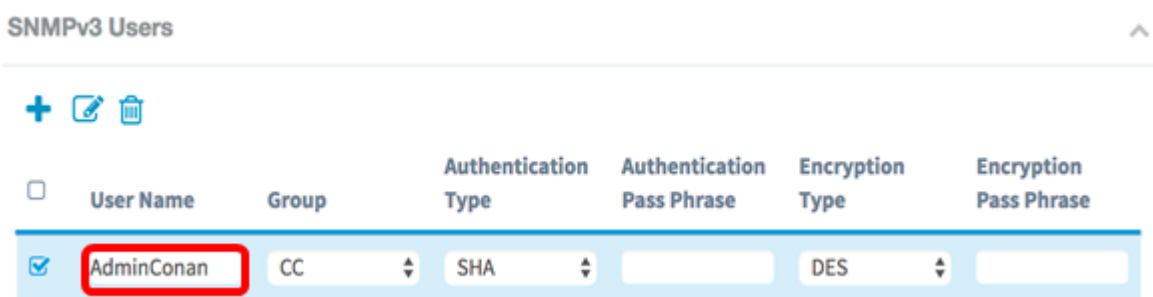 SNMPv3 Users
User Name Group Authentication Type Authentication Pass Phrase Encryption Type Encryption Pass Phrase
AdminConan CC SHA DES